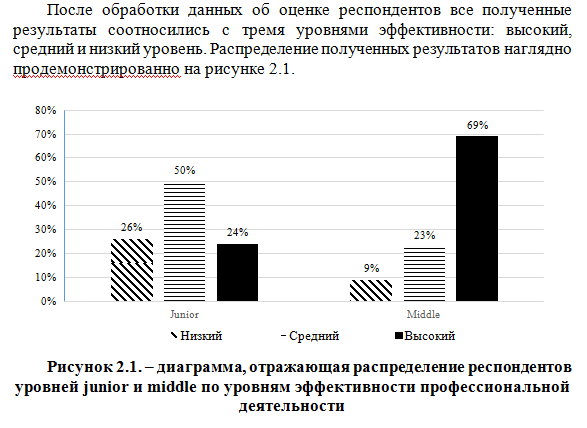 После обработки данных об оценке респондентов все полученные
результаты соотносились с тремя уровнями эффективности: высокий,
средний и низкий уровень. Распределение полученных результатов наглядно
продемонстрированно на рисунке 2.1.
80%
70%
60%
50%
40%
30%
20%
10%
0%
26%
50%
24%
9%
23%
69%
Junior
Middle
Низкий
Средний
Высокий
Рисунок 2.1. – диаграмма, отражающая распределение респондентов
уровней junior и middle по уровням эффективности профессиональной
деятельности